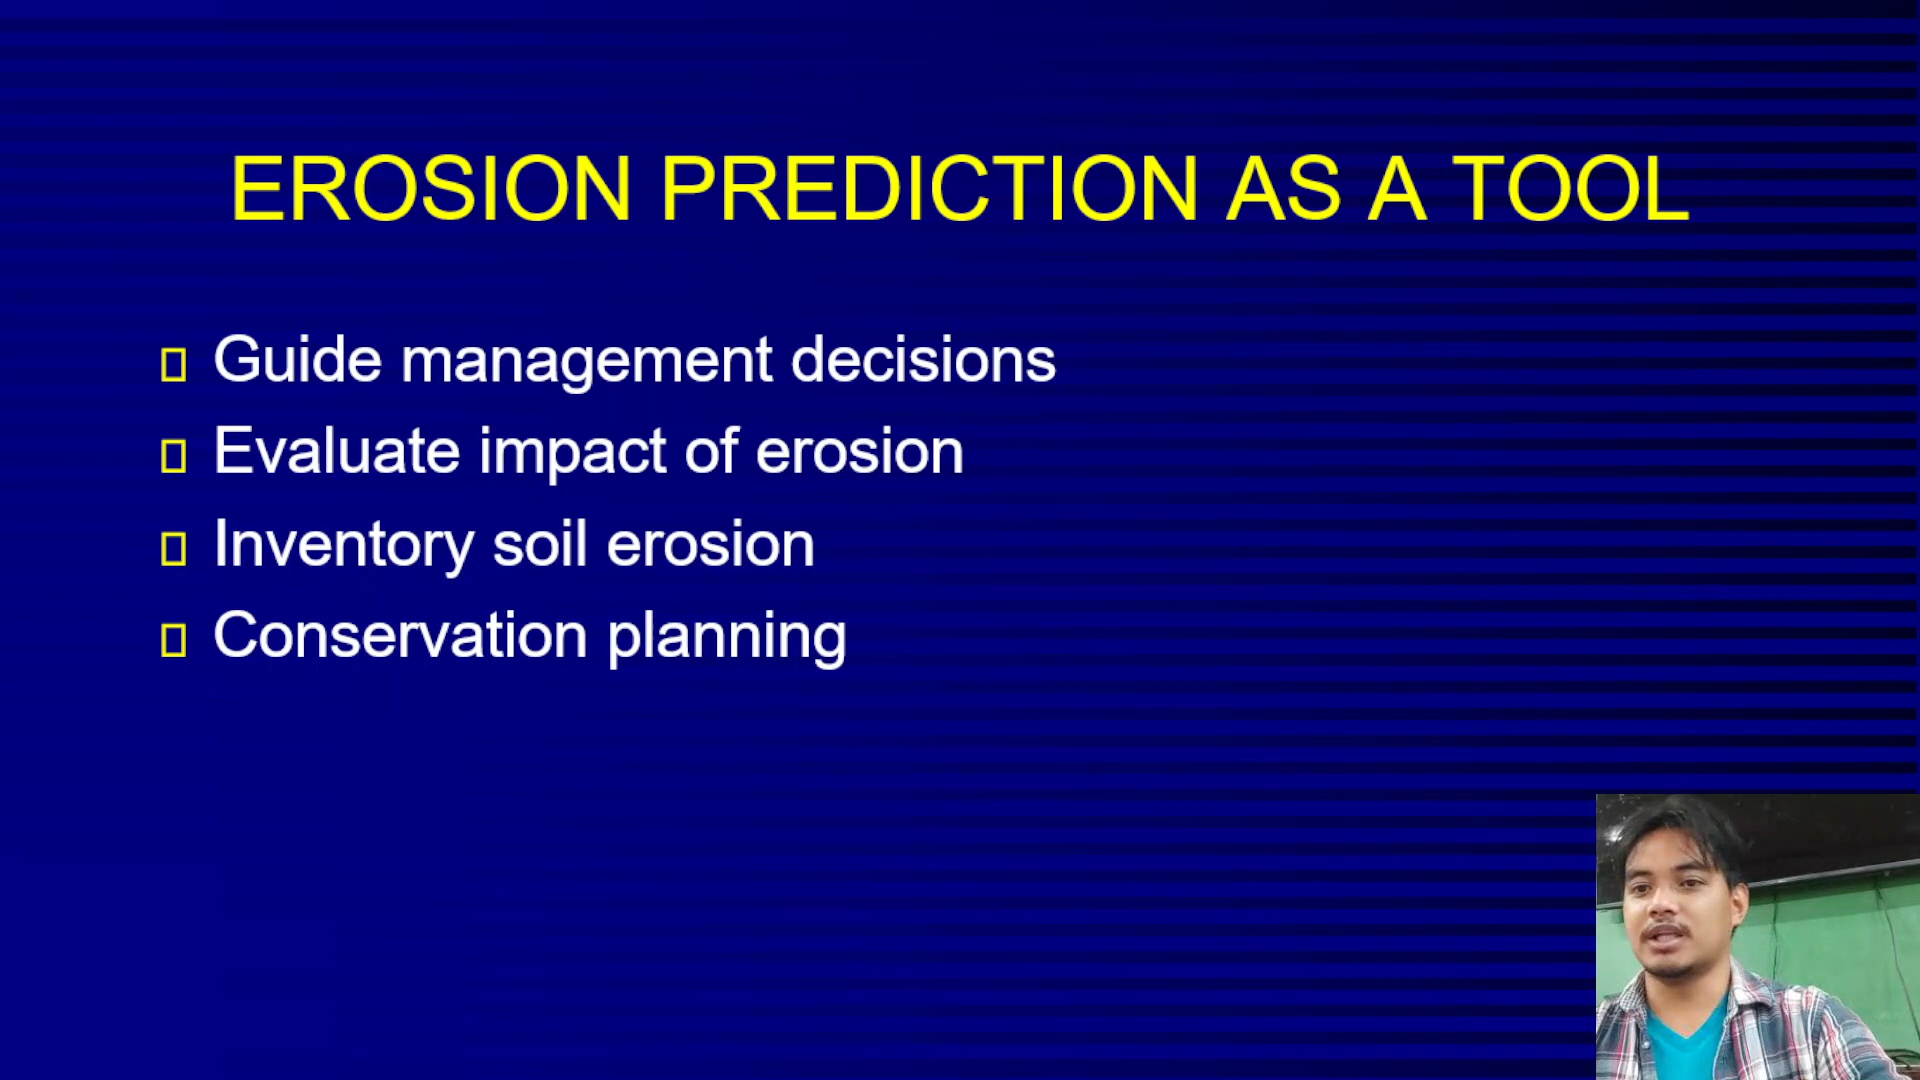 EROSION PREDICTION AS A TOOL
Guide management decisions
Evaluate impact of erosion
Inventory soil erosion
Conservation planning